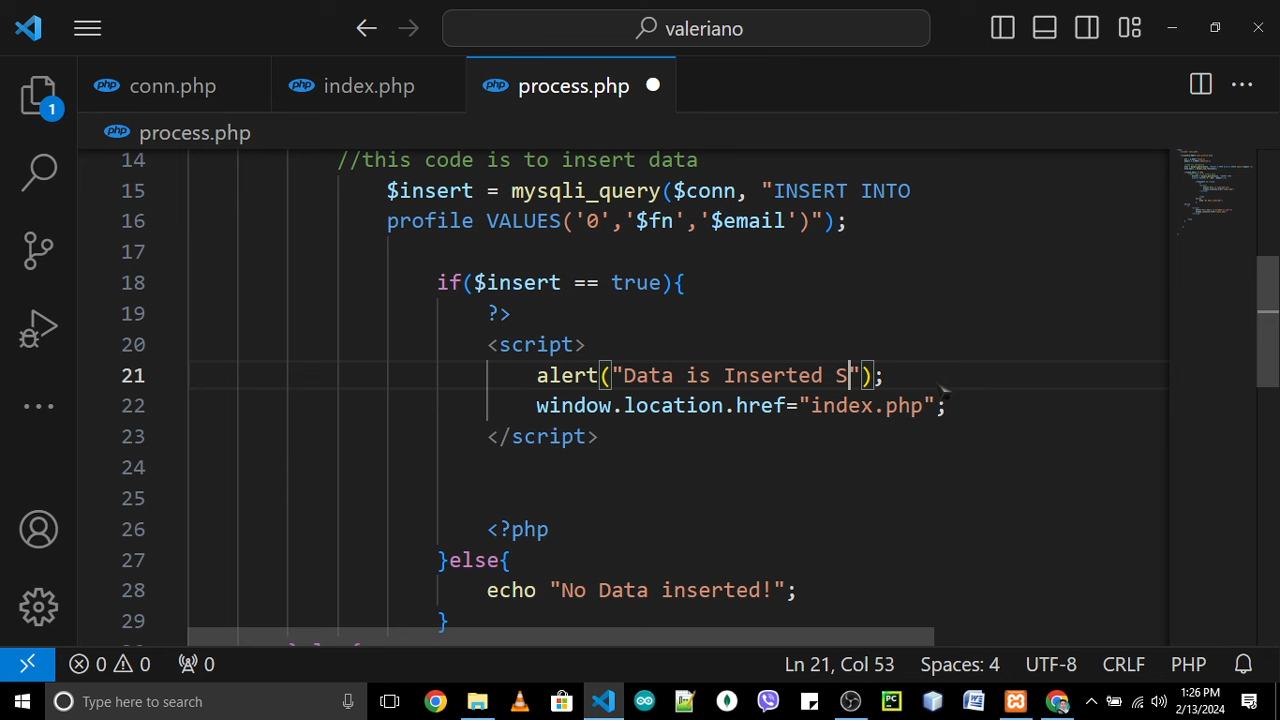 valeriano
conn.php
index.php
process.php
1
process.php
14 //this code is to insert data
15 $insert = mysqli_query($conn, "INSERT INTO
16 profile VALUES('0','$fn','$email')");
17
18 if($insert == true){
19 ?>
20 <script>
21 alert("Data is Inserted S");
22 window.location.href="index.php";
23 </script>
24
25
26 <?php
27 }else{
28 echo "No Data inserted!";
29 }
0 0 0 Ln 21, Col 53 Spaces: 4 UTF-8 CRLF PHP
Type here to search
PC
1:26 PM
2/13/2024